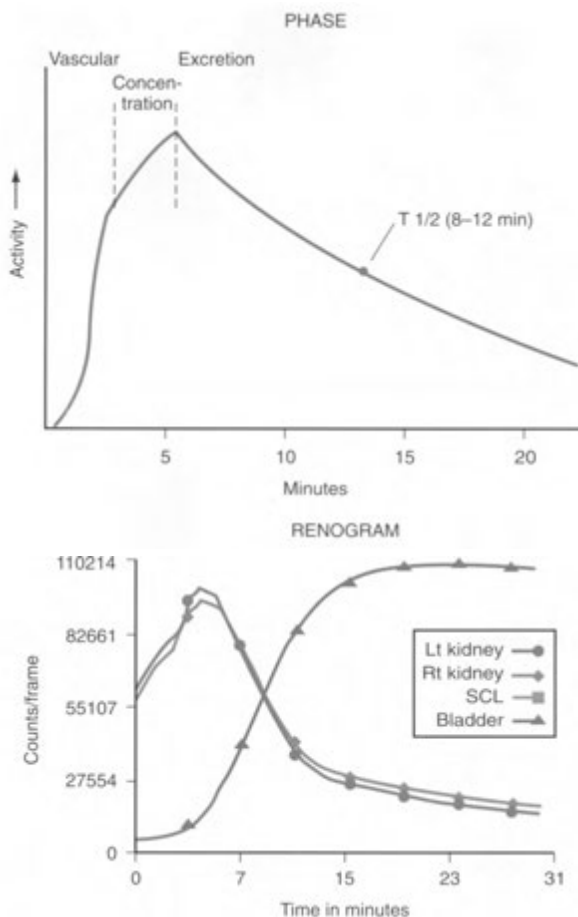 PHASE
Vascular
Excretion
Concen-
tration
Activity
T 1/2 (8–12 min)
5
10
15
20
Minutes
RENOGRAM
110214
82661
55107
27554
0
Counts/frame
Lt kidney
Rt kidney
SCL
Bladder
0
7
15
23
31
Time in minutes